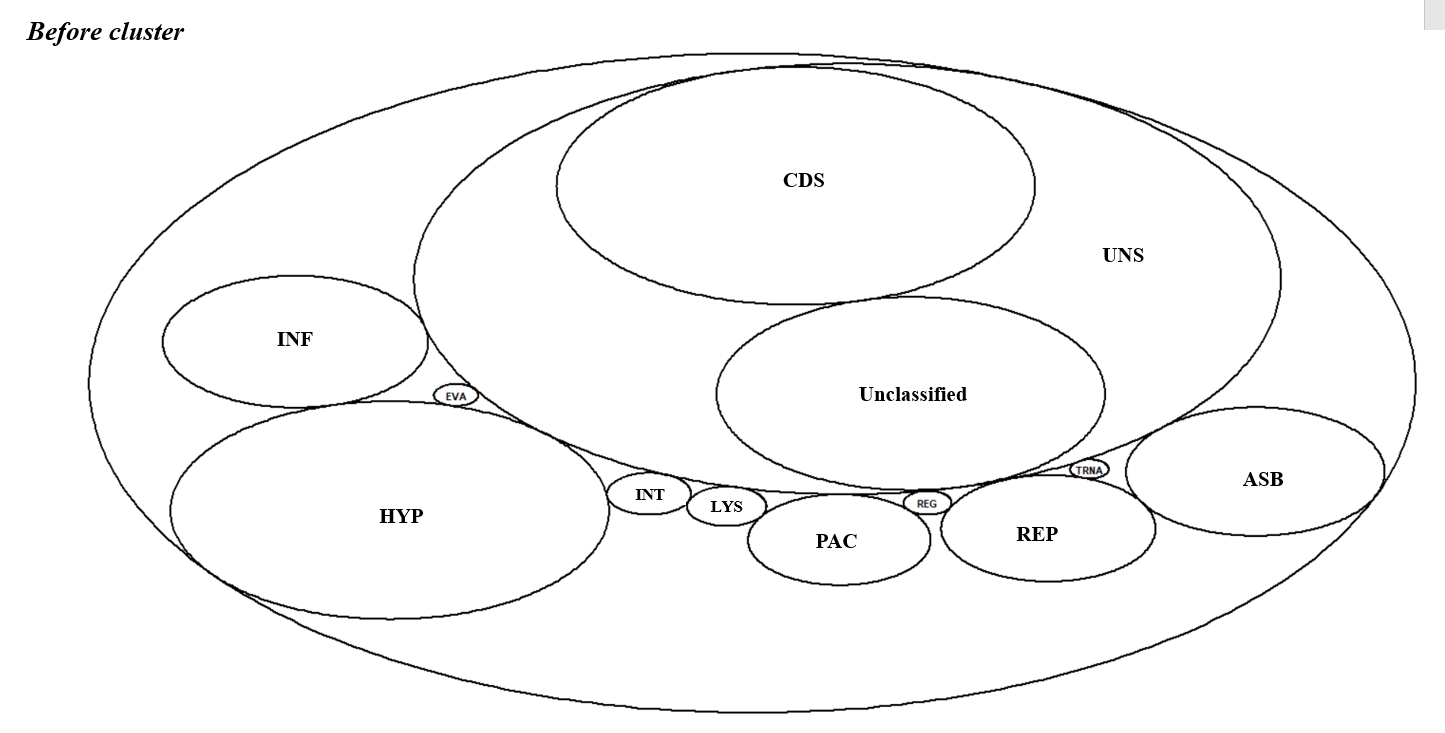 Before cluster
CDS
UNS
INF
EVA
Unclassified
HYP
INT
LYS
PAC
REG
REP
TRNA
ASB